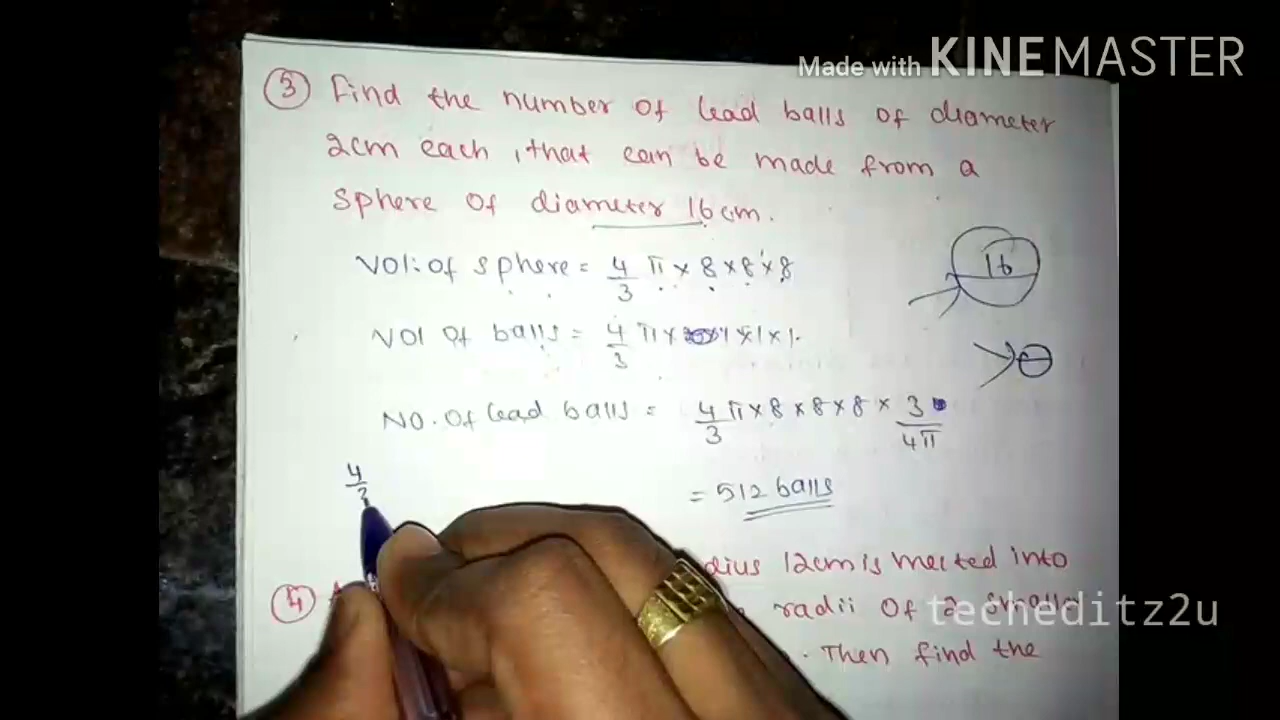 Made with KINEMASTER
③ Find the number of lead balls of diameter
2cm each, that can be made from a
sphere of diameter 16cm.
Vol: of sphere = 4/3 π × 8 × 8 × 8
16
Vol of balls = 4/3 π × 1 × 1 × 1.
No. of lead balls = 4/3 π × 8 × 8 × 8 × 3/4π
4/3
= 512 balls
④ dius 12cm is melted into
radii of 2 smaller
techeditz2u
. Then find the